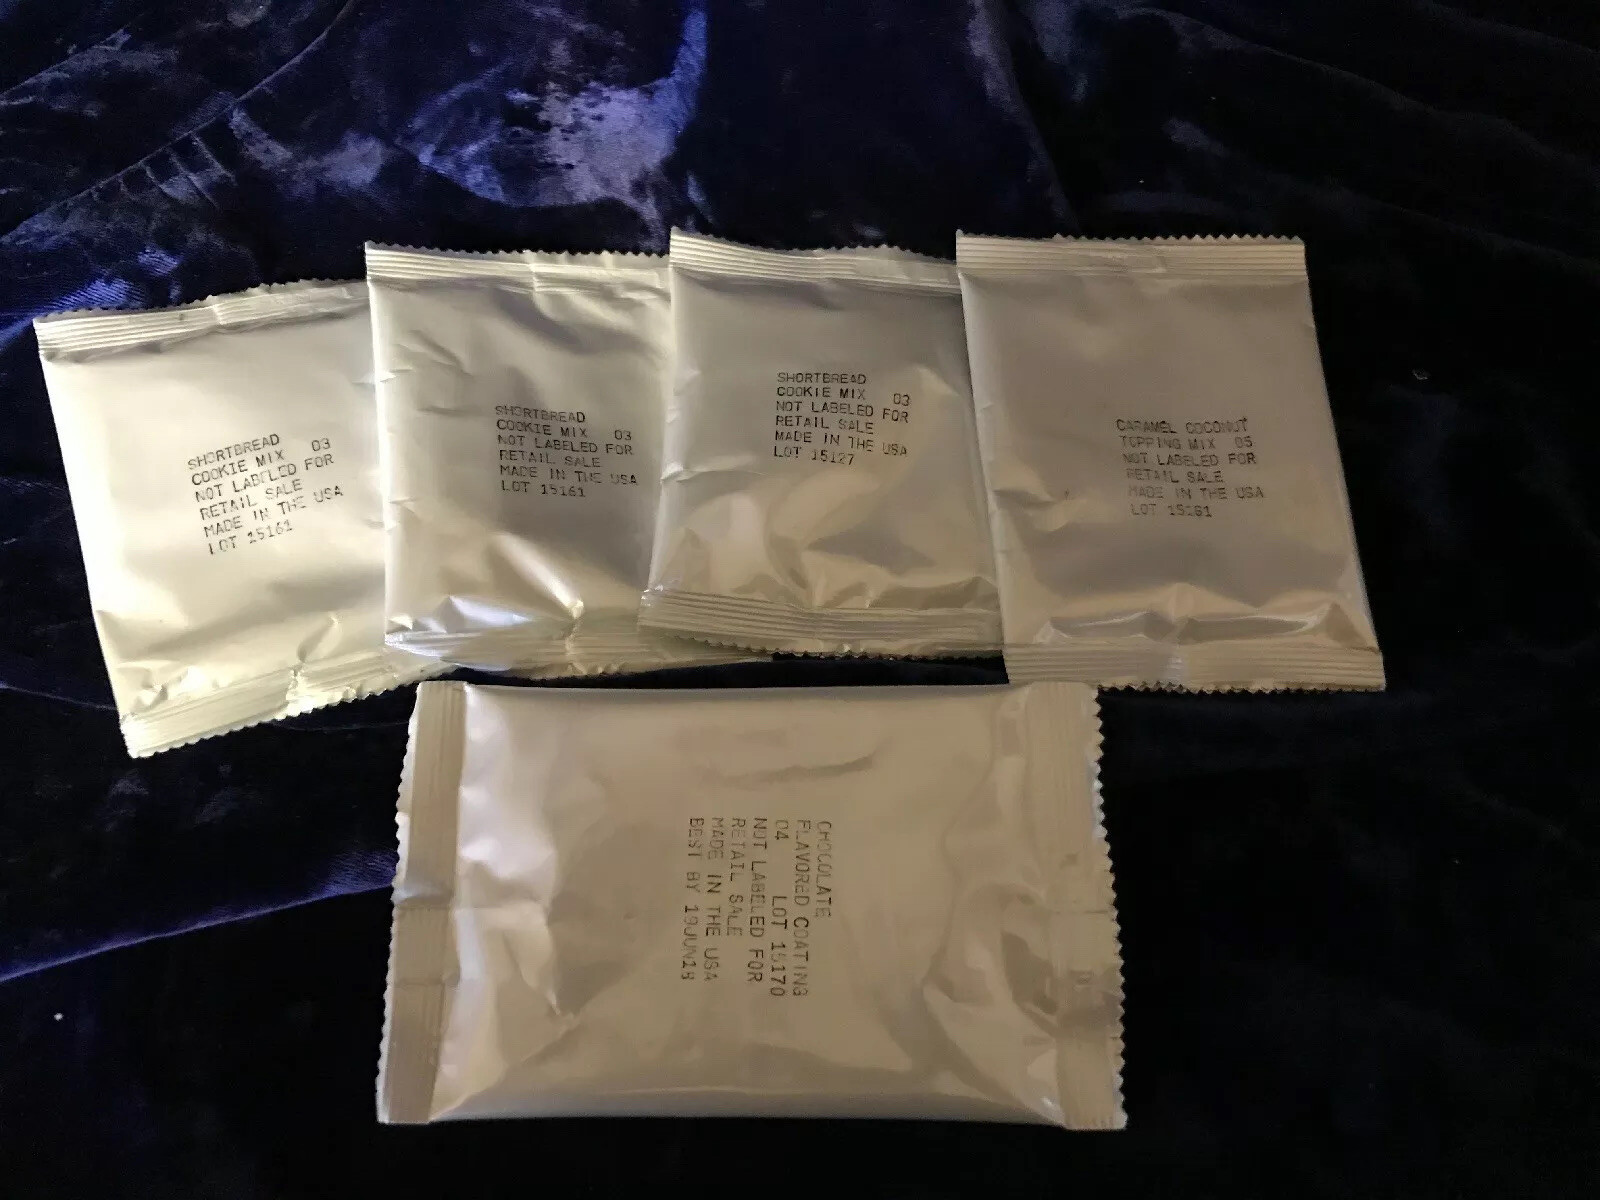 SHORTBREAD
COOKIE MIX 03
NOT LABELED FOR
RETAIL SALE
MADE IN THE USA
LOT 15161
SHORTBREAD
COOKIE MIX 03
NOT LABELED FOR
RETAIL SALE
MADE IN THE USA
LOT 15161
SHORTBREAD
COOKIE MIX 03
NOT LABELED FOR
RETAIL SALE
MADE IN THE USA
LOT 15127
CARAMEL COCONUT
TOPPING MIX 05
NOT LABELED FOR
RETAIL SALE
MADE IN THE USA
LOT 15161
CHOCOLATE
FLAVORED COATING
04 LOT 15170
NOT LABELED FOR
RETAIL SALE
MADE IN THE USA
BEST BY 19JUN18